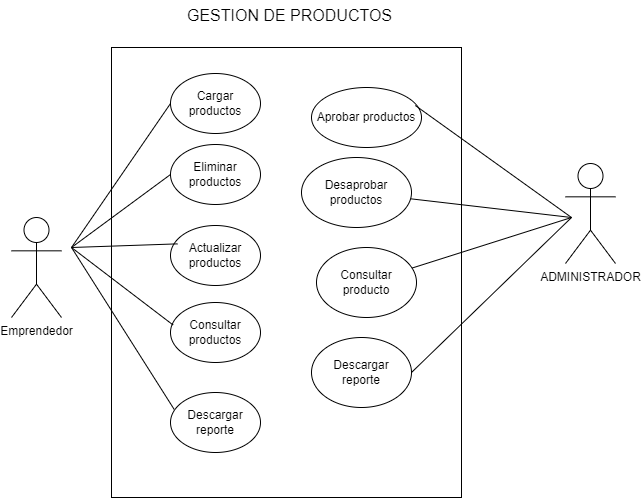 GESTION DE PRODUCTOS
Cargar
productos
Eliminar
productos
Actualizar
productos
Consultar
productos
Descargar
reporte
Aprobar productos
Desaprobar
productos
Consultar
producto
Descargar
reporte
Emprendedor
ADMINISTRADOR